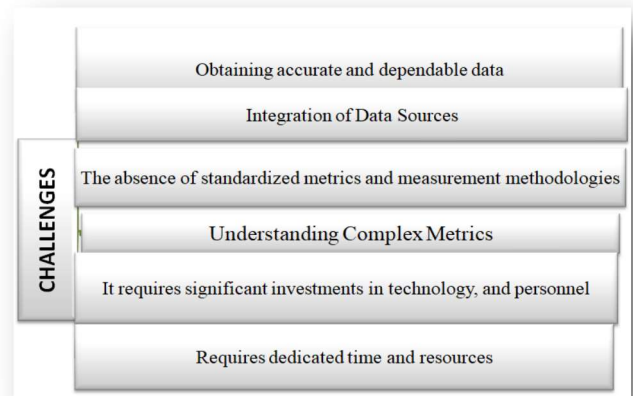 CHALLENGES
Obtaining accurate and dependable data
Integration of Data Sources
The absence of standardized metrics and measurement methodologies
Understanding Complex Metrics
It requires significant investments in technology, and personnel
Requires dedicated time and resources